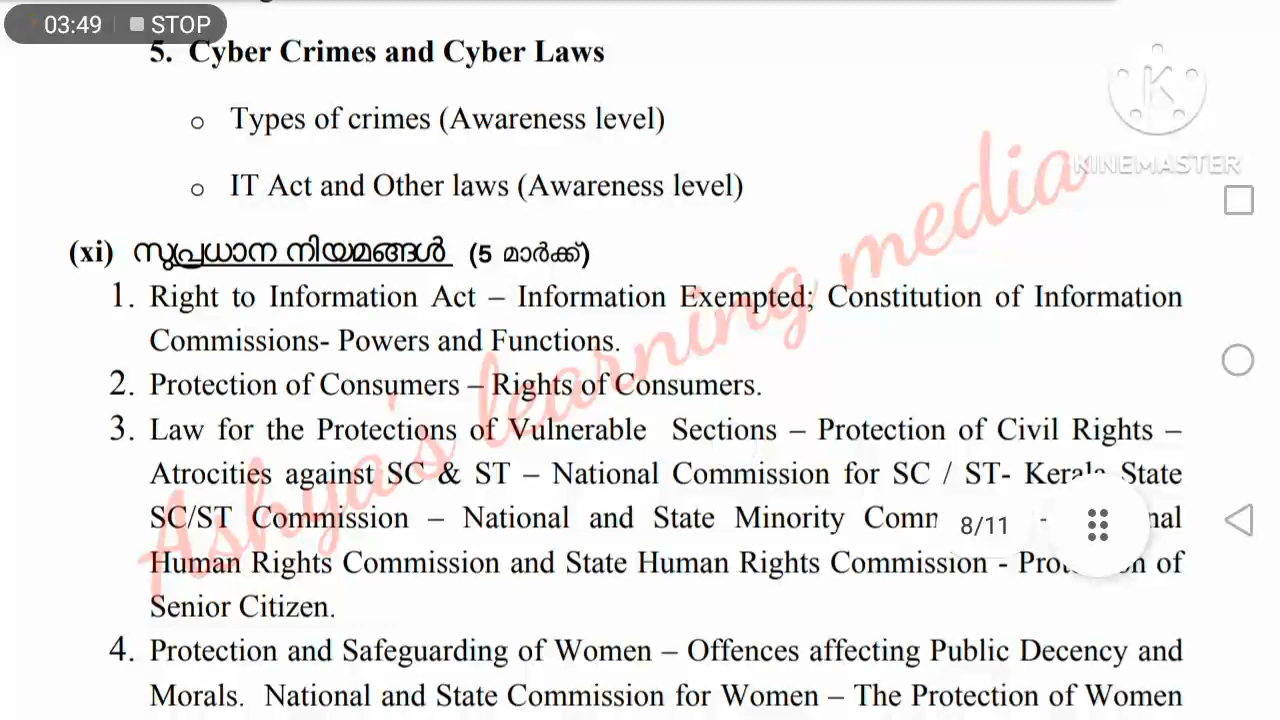 03:49 STOP
5. Cyber Crimes and Cyber Laws
K
KINEMASTER
o Types of crimes (Awareness level)
o IT Act and Other laws (Awareness level)
(xi) സുപ്രധാന നിയമങ്ങൾ (5 മാർക്ക്)
1. Right to Information Act – Information Exempted; Constitution of Information
Commissions- Powers and Functions.
2. Protection of Consumers – Rights of Consumers.
3. Law for the Protections of Vulnerable Sections – Protection of Civil Rights –
Atrocities against SC & ST – National Commission for SC / ST- Kerala State
SC/ST Commission – National and State Minority
8/11
Human Rights Commission and State Human Rights Commission - of
Senior Citizen.
4. Protection and Safeguarding of Women – Offences affecting Public Decency and
Morals. National and State Commission for Women – The Protection of Women
Ashya's learning media